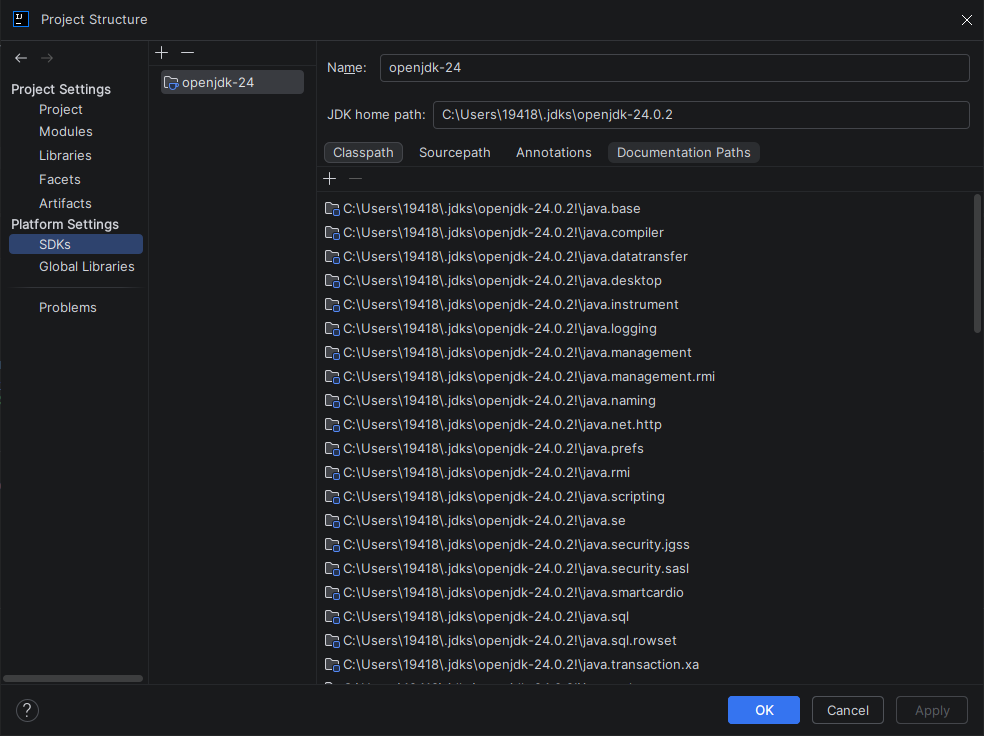 Project Structure
Project Settings
Project
Modules
Libraries
Facets
Artifacts
Platform Settings
SDKs
Global Libraries
Problems
openjdk-24
Name: openjdk-24
JDK home path: C:\Users\19418\.jdks\openjdk-24.0.2
Classpath Sourcepath Annotations Documentation Paths
C:\Users\19418\.jdks\openjdk-24.0.2!\java.base
C:\Users\19418\.jdks\openjdk-24.0.2!\java.compiler
C:\Users\19418\.jdks\openjdk-24.0.2!\java.datatransfer
C:\Users\19418\.jdks\openjdk-24.0.2!\java.desktop
C:\Users\19418\.jdks\openjdk-24.0.2!\java.instrument
C:\Users\19418\.jdks\openjdk-24.0.2!\java.logging
C:\Users\19418\.jdks\openjdk-24.0.2!\java.management
C:\Users\19418\.jdks\openjdk-24.0.2!\java.management.rmi
C:\Users\19418\.jdks\openjdk-24.0.2!\java.naming
C:\Users\19418\.jdks\openjdk-24.0.2!\java.net.http
C:\Users\19418\.jdks\openjdk-24.0.2!\java.prefs
C:\Users\19418\.jdks\openjdk-24.0.2!\java.rmi
C:\Users\19418\.jdks\openjdk-24.0.2!\java.scripting
C:\Users\19418\.jdks\openjdk-24.0.2!\java.se
C:\Users\19418\.jdks\openjdk-24.0.2!\java.security.jgss
C:\Users\19418\.jdks\openjdk-24.0.2!\java.security.sasl
C:\Users\19418\.jdks\openjdk-24.0.2!\java.smartcardio
C:\Users\19418\.jdks\openjdk-24.0.2!\java.sql
C:\Users\19418\.jdks\openjdk-24.0.2!\java.sql.rowset
C:\Users\19418\.jdks\openjdk-24.0.2!\java.transaction.xa
? OK Cancel Apply